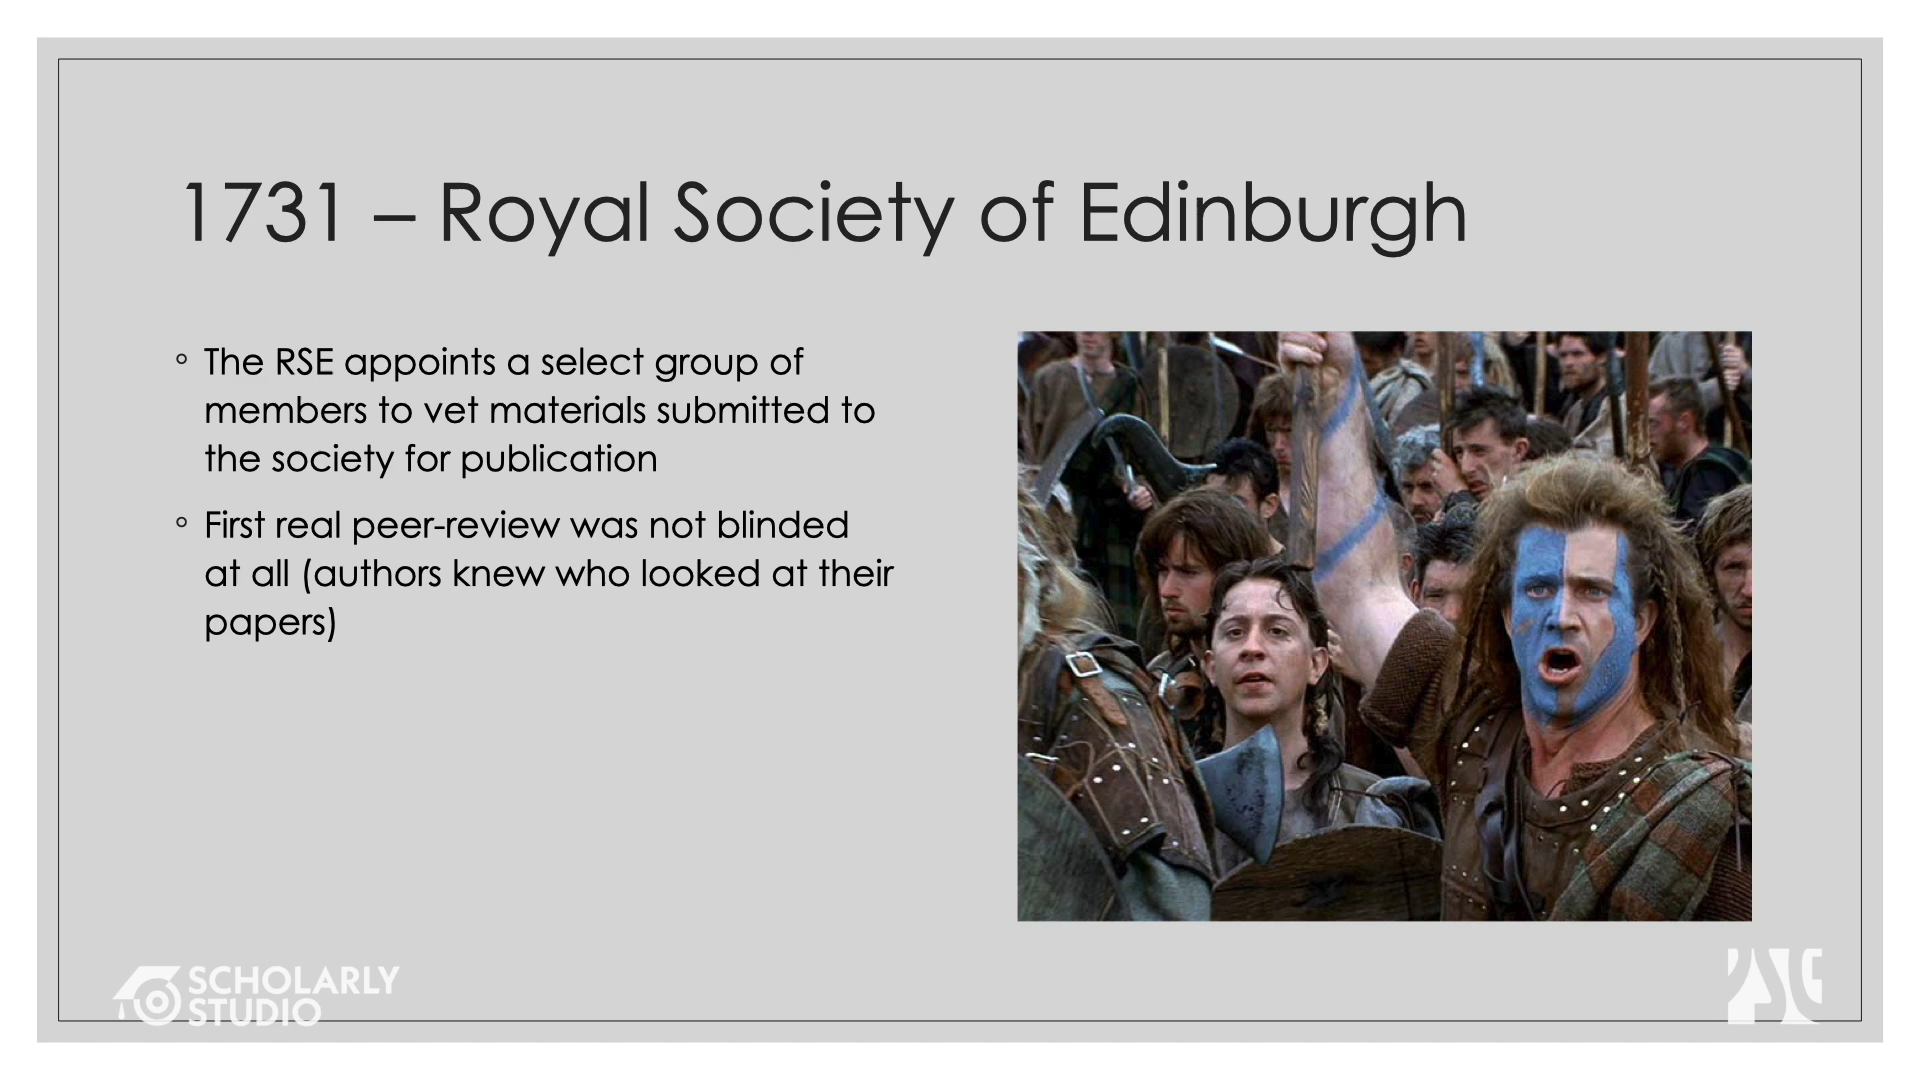 1731 – Royal Society of Edinburgh
◦ The RSE appoints a select group of
members to vet materials submitted to
the society for publication
◦ First real peer-review was not blinded
at all (authors knew who looked at their
papers)
SCHOLARLY
STUDIO